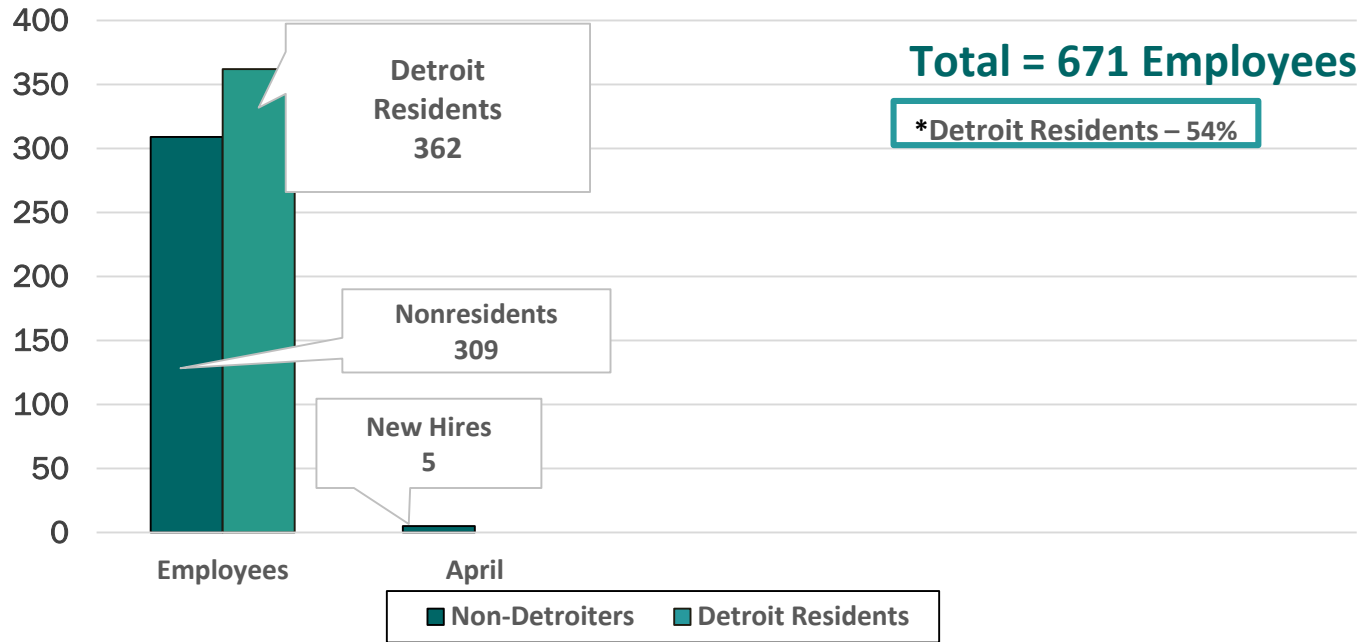 Total = 671 Employees
*Detroit Residents – 54%
400
350
300
250
200
150
100
50
0
Detroit
Residents
362
Nonresidents
309
New Hires
5
Employees
April
Non-Detroiters
Detroit Residents